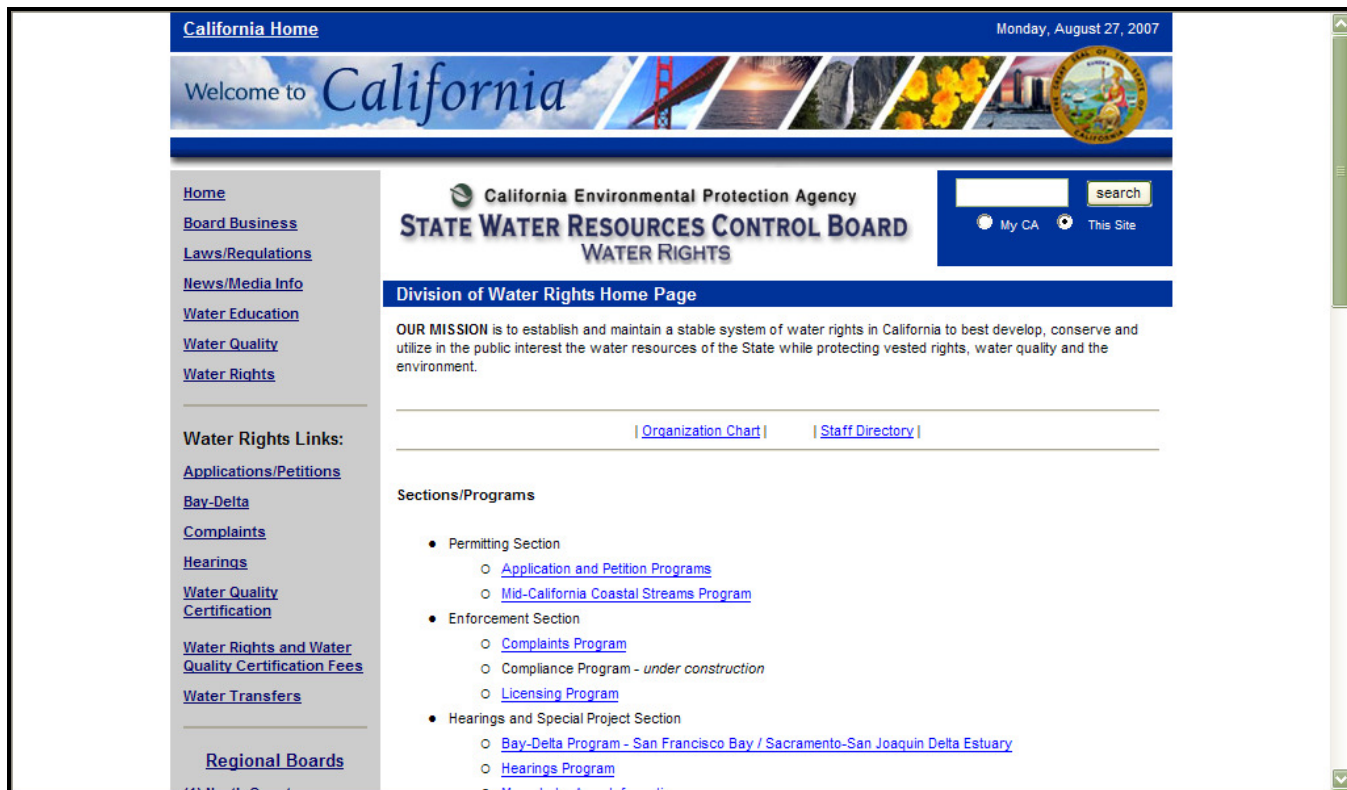 California Home
Monday, August 27, 2007
Welcome to California
Home
Board Business
Laws/Regulations
News/Media Info
Water Education
Water Quality
Water Rights
Water Rights Links:
Applications/Petitions
Bay-Delta
Complaints
Hearings
Water Quality
Certification
Water Rights and Water
Quality Certification Fees
Water Transfers
Regional Boards
California Environmental Protection Agency
STATE WATER RESOURCES CONTROL BOARD
WATER RIGHTS
search
My CA
This Site
Division of Water Rights Home Page
OUR MISSION is to establish and maintain a stable system of water rights in California to best develop, conserve and
utilize in the public interest the water resources of the State while protecting vested rights, water quality and the
environment.
| Organization Chart | | Staff Directory |
Sections/Programs
● Permitting Section
○ Application and Petition Programs
○ Mid-California Coastal Streams Program
● Enforcement Section
○ Complaints Program
○ Compliance Program - under construction
○ Licensing Program
● Hearings and Special Project Section
○ Bay-Delta Program - San Francisco Bay / Sacramento-San Joaquin Delta Estuary
○ Hearings Program